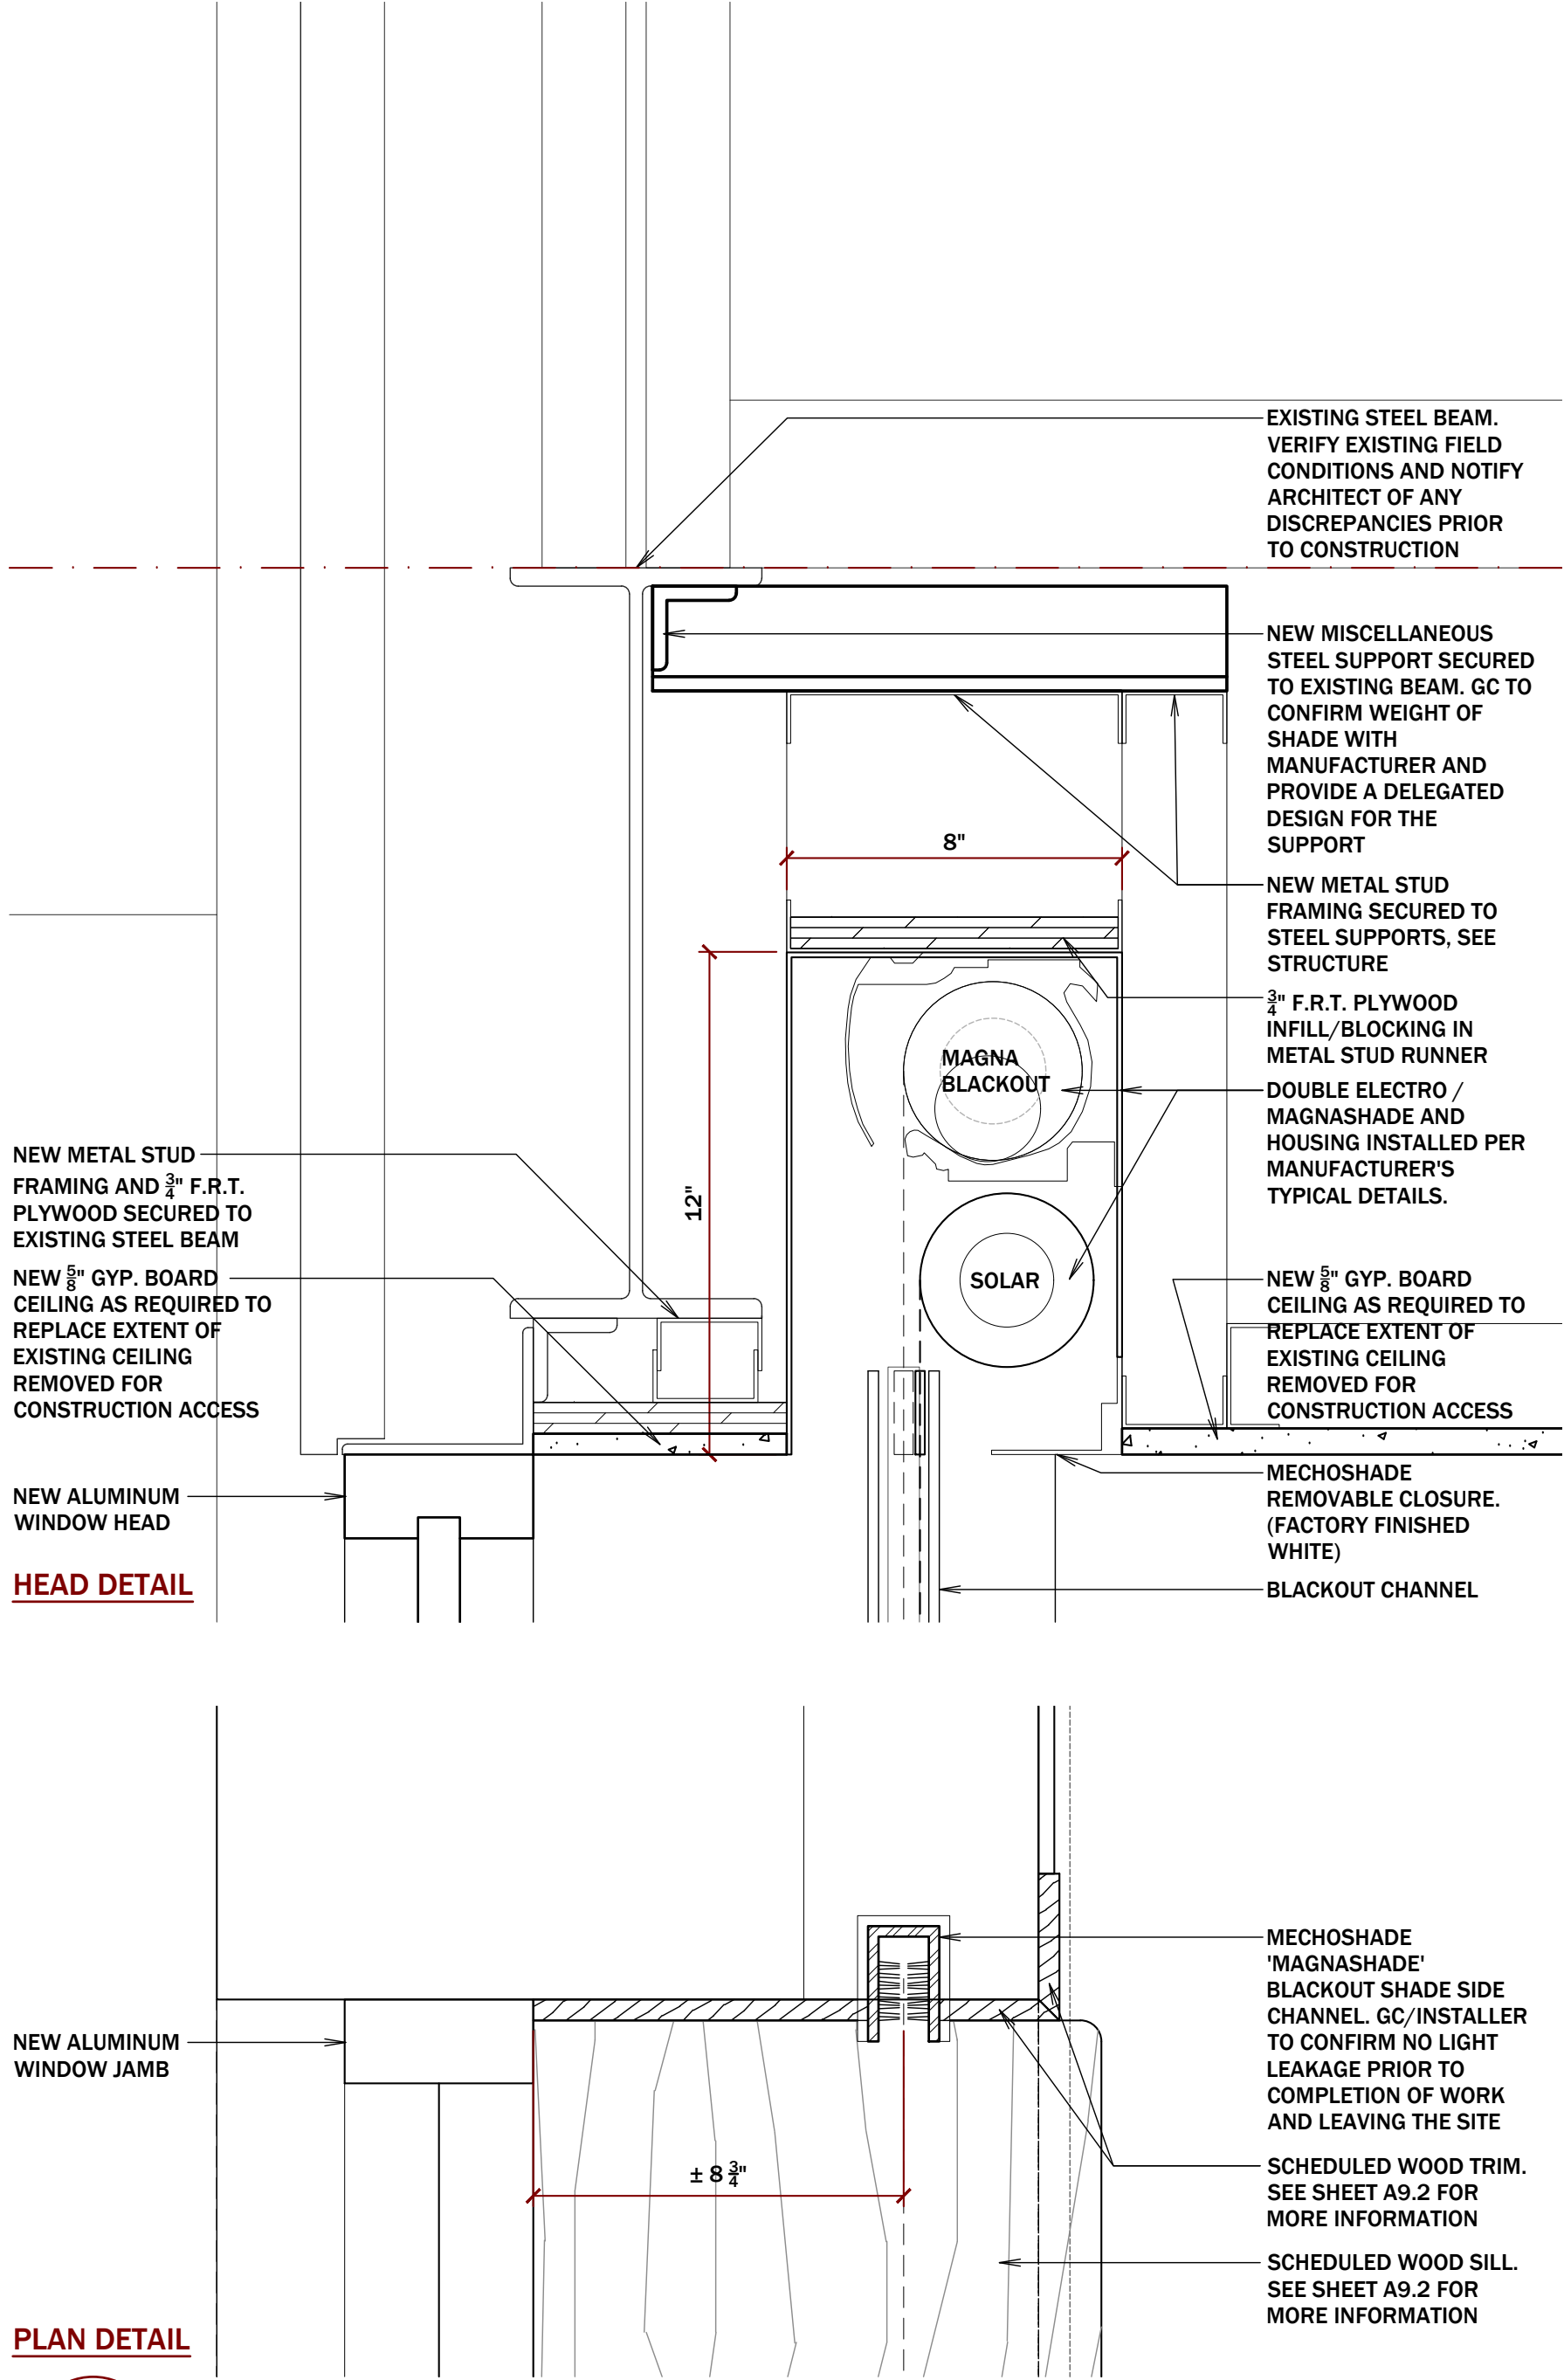 EXISTING STEEL BEAM.
VERIFY EXISTING FIELD
CONDITIONS AND NOTIFY
ARCHITECT OF ANY
DISCREPANCIES PRIOR
TO CONSTRUCTION
NEW MISCELLANEOUS
STEEL SUPPORT SECURED
TO EXISTING BEAM. GC TO
CONFIRM WEIGHT OF
SHADE WITH
MANUFACTURER AND
PROVIDE A DELEGATED
DESIGN FOR THE
SUPPORT
8"
NEW METAL STUD
FRAMING SECURED TO
STEEL SUPPORTS, SEE
STRUCTURE
3/4" F.R.T. PLYWOOD
INFILL/BLOCKING IN
METAL STUD RUNNER
MAGNA
BLACKOUT
DOUBLE ELECTRO /
MAGNASHADE AND
HOUSING INSTALLED PER
MANUFACTURER'S
TYPICAL DETAILS.
12"
SOLAR
NEW METAL STUD
FRAMING AND 3/4" F.R.T.
PLYWOOD SECURED TO
EXISTING STEEL BEAM
NEW 5/8" GYP. BOARD
CEILING AS REQUIRED TO
REPLACE EXTENT OF
EXISTING CEILING
REMOVED FOR
CONSTRUCTION ACCESS
NEW 5/8" GYP. BOARD
CEILING AS REQUIRED TO
REPLACE EXTENT OF
EXISTING CEILING
REMOVED FOR
CONSTRUCTION ACCESS
NEW ALUMINUM
WINDOW HEAD
MECHOSHADE
REMOVABLE CLOSURE.
(FACTORY FINISHED
WHITE)
BLACKOUT CHANNEL
HEAD DETAIL
MECHOSHADE
'MAGNASHADE'
BLACKOUT SHADE SIDE
CHANNEL. GC/INSTALLER
TO CONFIRM NO LIGHT
LEAKAGE PRIOR TO
COMPLETION OF WORK
AND LEAVING THE SITE
NEW ALUMINUM
WINDOW JAMB
± 8 3/4"
SCHEDULED WOOD TRIM.
SEE SHEET A9.2 FOR
MORE INFORMATION
SCHEDULED WOOD SILL.
SEE SHEET A9.2 FOR
MORE INFORMATION
PLAN DETAIL